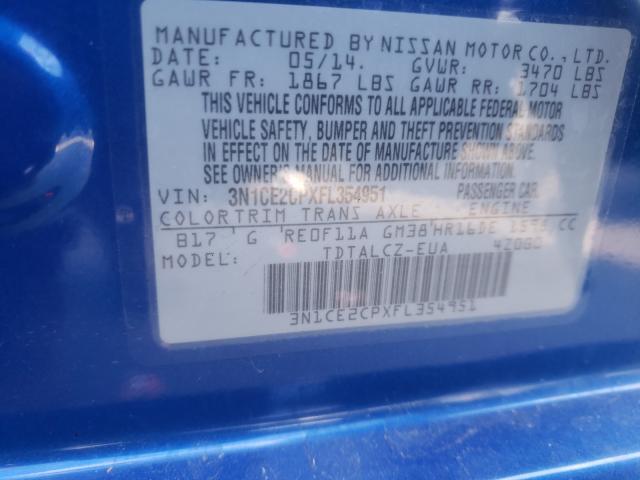 MANUFACTURED BY NISSAN MOTOR CO., LTD.
DATE: 05/14. GVWR: 3470 LBS
GAWR FR: 1867 LBS GAWR RR: 1704 LBS
THIS VEHICLE CONFORMS TO ALL APPLICABLE FEDERAL MOTOR
VEHICLE SAFETY, BUMPER AND THEFT PREVENTION STANDARDS
IN EFFECT ON THE DATE OF MANUFACTURE SHOWN ABOVE.
SEE OWNER'S MANUAL FOR ADDITIONAL INFORMATION.
VIN: 3N1CE2CPXFL354951 PASSENGER CAR
COLOR TRIM TRANS AXLE ENGINE
B17 G RE0F11A GM38 HR16DE 1598 CC
MODEL: TDTALCZ-EUA
3N1CE2CPXFL354951